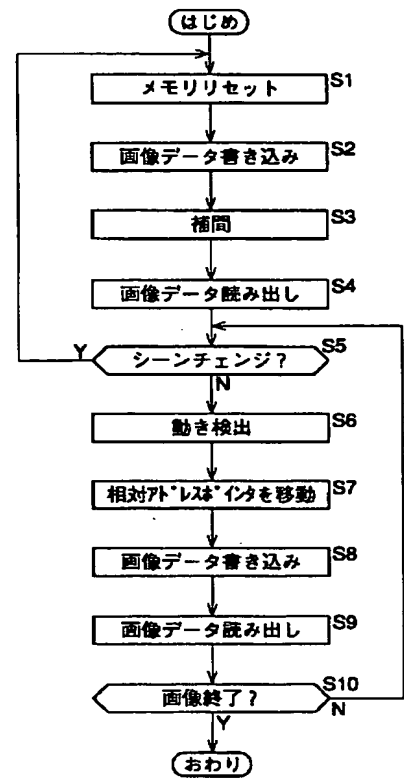 はじめ
メモリリセット S1
画像データ書き込み S2
補間 S3
画像データ読み出し S4
シーンチェンジ? S5
Y
N
動き検出 S6
相対アドレスポインタを移動 S7
画像データ書き込み S8
画像データ読み出し S9
画像終了? S10
N
Y
おわり